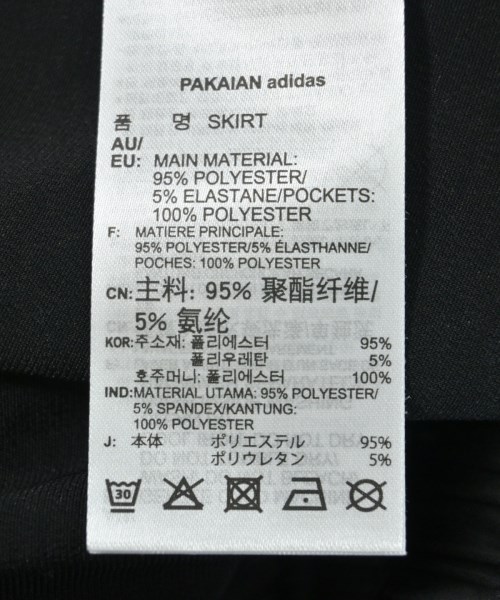 PAKAIAN adidas
품 명 SKIRT
AU/
EU: MAIN MATERIAL:
95% POLYESTER/
5% ELASTANE/POCKETS:
100% POLYESTER
F: MATIERE PRINCIPALE:
95% POLYESTER/5% ÉLASTHANNE/
POCHES: 100% POLYESTER
CN: 主料: 95% 聚酯纤维/
5% 氨纶
KOR: 주소재: 폴리에스터 95%
폴리우레탄 5%
호주머니: 폴리에스터 100%
IND: MATERIAL UTAMA: 95% POLYESTER/
5% SPANDEX/KANTUNG:
100% POLYESTER
J: 本体 ポリエステル 95%
ポリウレタン 5%
30